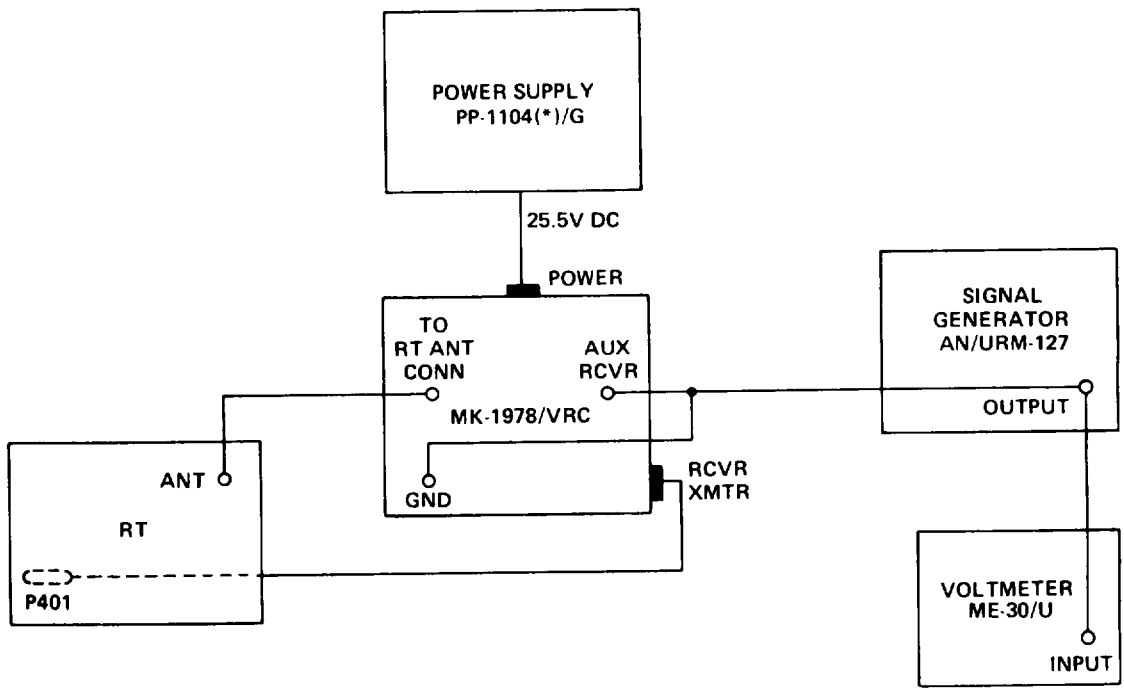 POWER SUPPLY
PP-1104(*)/G
25.5V DC
POWER
TO
RT ANT
CONN
AUX
RCVR
MK-1978/VRC
GND
RCVR
XMTR
SIGNAL
GENERATOR
AN/URM-127
OUTPUT
ANT
RT
P401
VOLTMETER
ME-30/U
INPUT